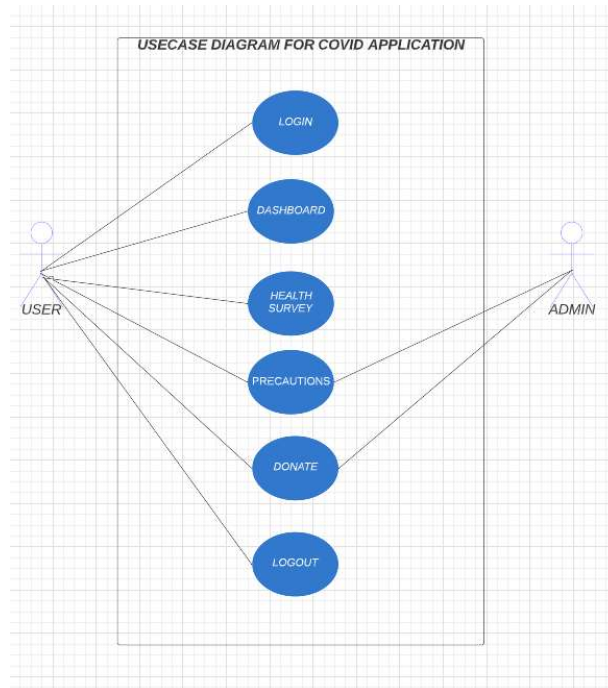 USECASE DIAGRAM FOR COVID APPLICATION
LOGIN
DASHBOARD
HEALTH
SURVEY
USER
ADMIN
PRECAUTIONS
DONATE
LOGOUT